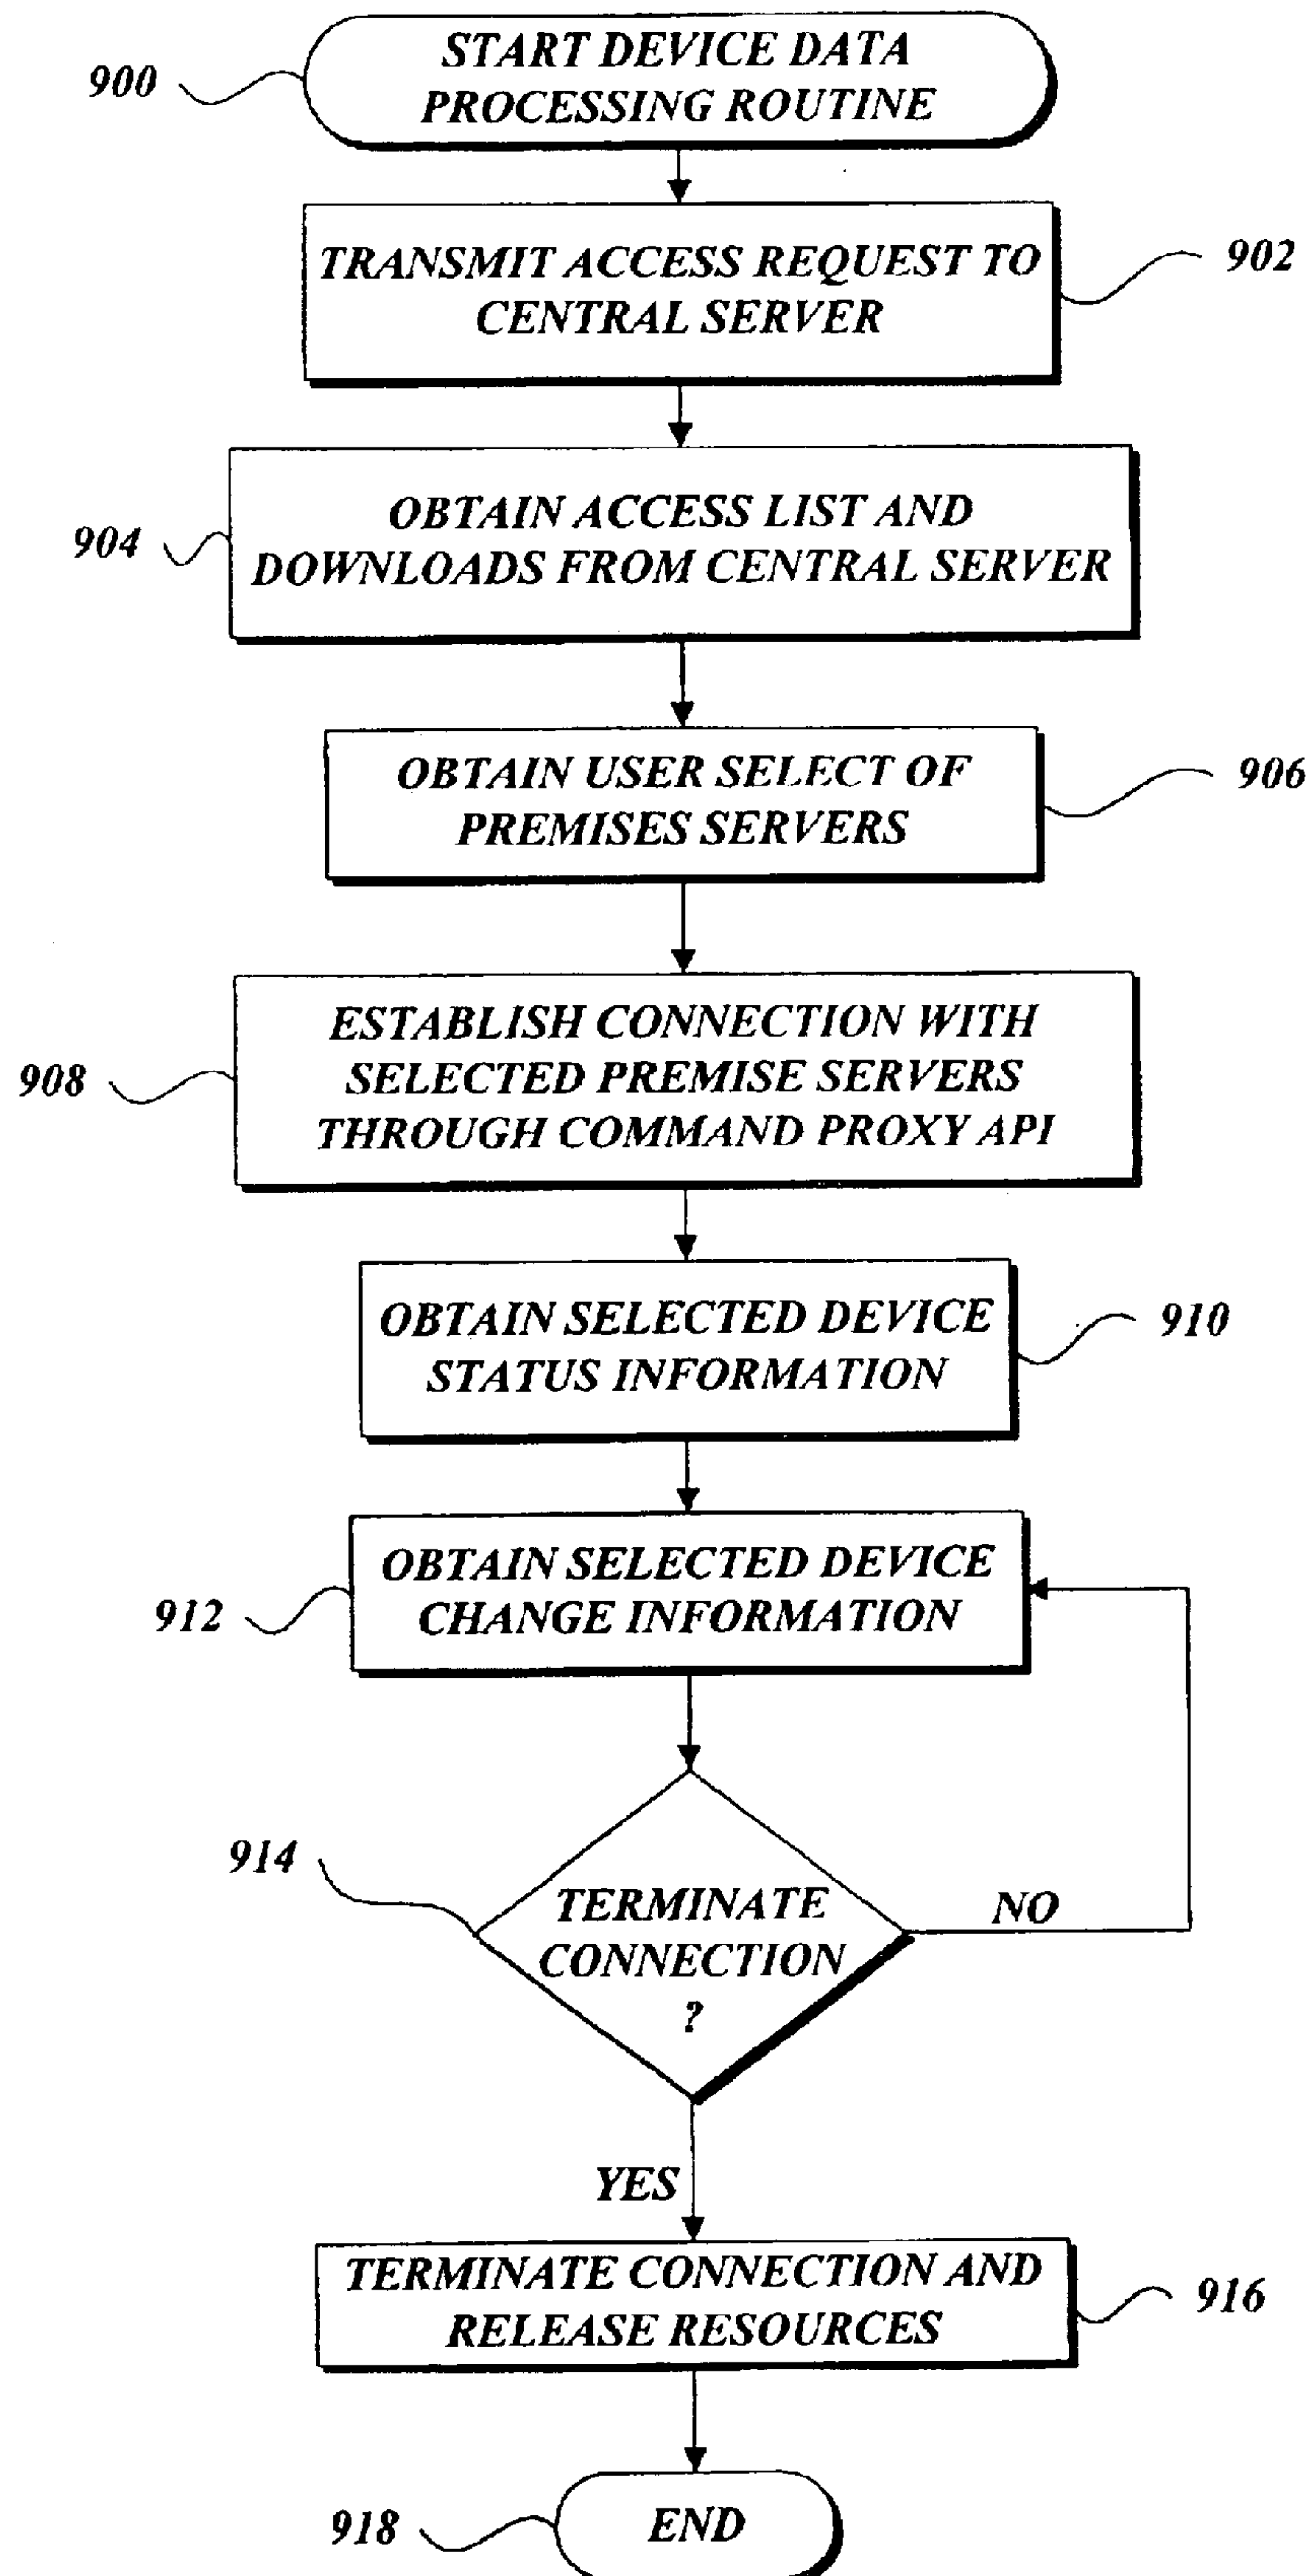 900
START DEVICE DATA
PROCESSING ROUTINE
TRANSMIT ACCESS REQUEST TO
CENTRAL SERVER
902
904
OBTAIN ACCESS LIST AND
DOWNLOADS FROM CENTRAL SERVER
OBTAIN USER SELECT OF
PREMISES SERVERS
906
908
ESTABLISH CONNECTION WITH
SELECTED PREMISE SERVERS
THROUGH COMMAND PROXY API
OBTAIN SELECTED DEVICE
STATUS INFORMATION
910
912
OBTAIN SELECTED DEVICE
CHANGE INFORMATION
914
TERMINATE
CONNECTION
?
NO
YES
TERMINATE CONNECTION AND
RELEASE RESOURCES
916
918
END